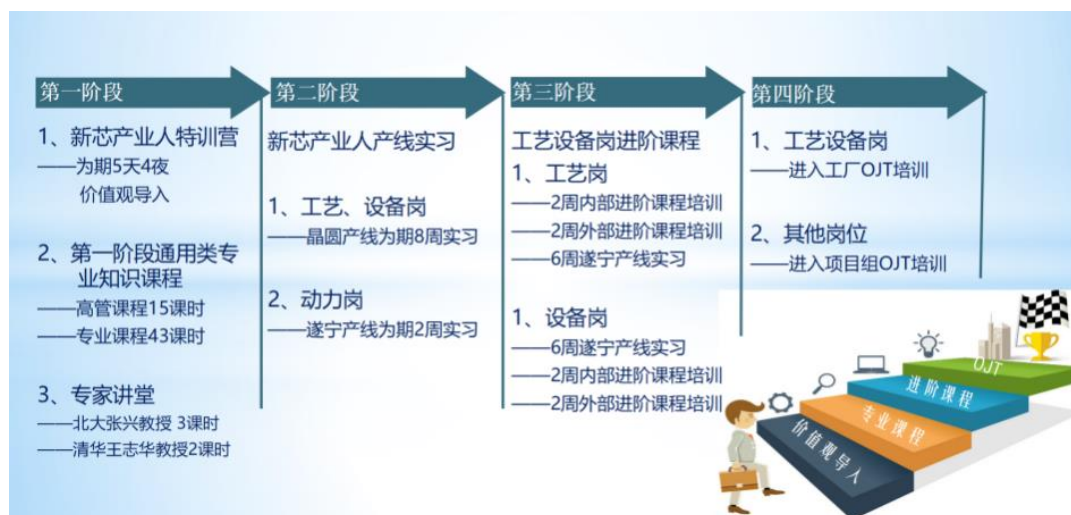 第一阶段
1、新芯产业人特训营
——为期5天4夜
价值观导入
2、第一阶段通用类专
业知识课程
——高管课程15课时
——专业课程43课时
3、专家讲堂
——北大张兴教授 3课时
——清华王志华教授2课时
第二阶段
新芯产业人产线实习
1、工艺、设备岗
——晶圆产线为期8周实习
2、动力岗
——遂宁产线为期2周实习
第三阶段
工艺设备岗进阶课程
1、工艺岗
——2周内部进阶课程培训
——2周外部进阶课程培训
——6周遂宁产线实习
1、设备岗
——6周遂宁产线实习
——2周内部进阶课程培训
——2周外部进阶课程培训
第四阶段
1、工艺设备岗
——进入工厂OJT培训
2、其他岗位
——进入项目组OJT培训
OJT
进阶课程
专业课程
价值观导入